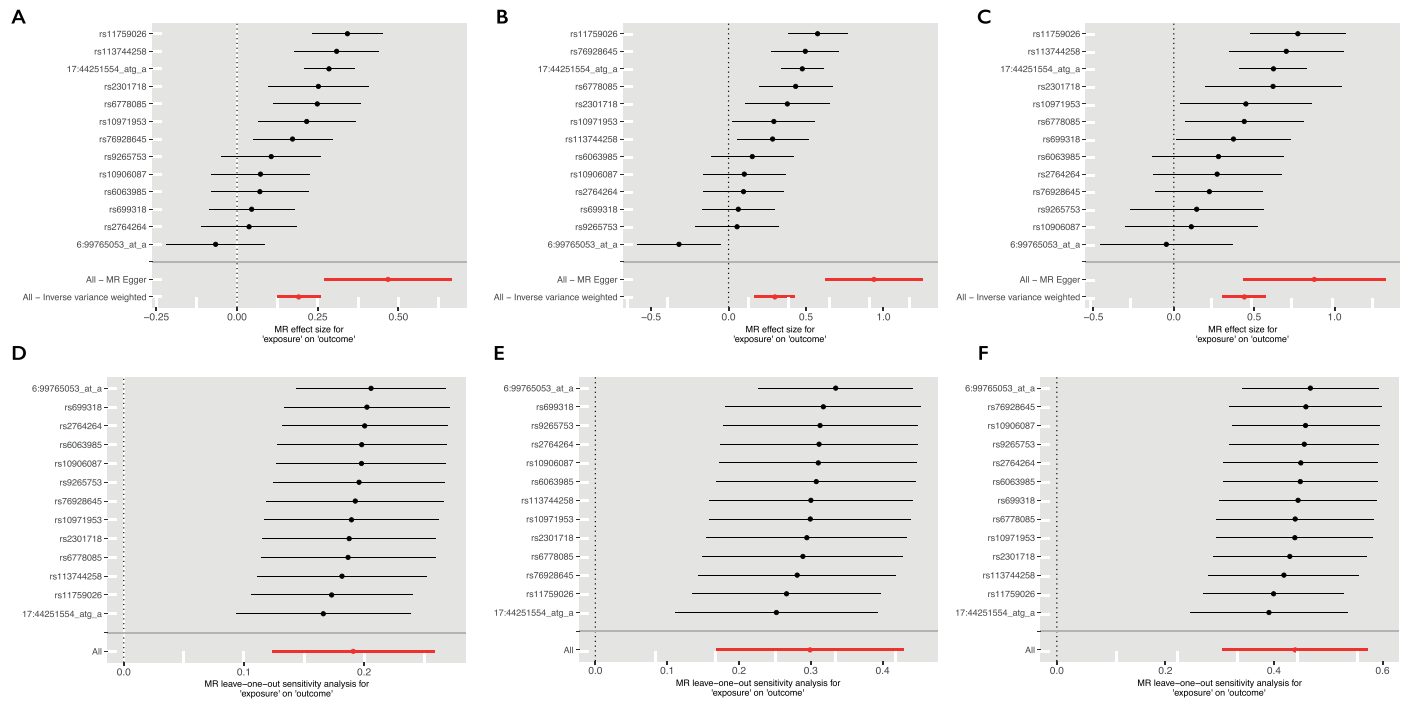 A
rs11759026
rs113744258
17:44251554_atg_a
rs2301718
rs6778085
rs10971953
rs76928645
rs9265753
rs10906087
rs6063985
rs699318
rs2764264
6:99765053_at_a
All − MR Egger
All − Inverse variance weighted
−0.25
0.00
0.25
0.50
MR effect size for
'exposure' on 'outcome'
B
rs11759026
rs76928645
17:44251554_atg_a
rs6778085
rs2301718
rs10971953
rs113744258
rs6063985
rs10906087
rs2764264
rs699318
rs9265753
6:99765053_at_a
All − MR Egger
All − Inverse variance weighted
−0.5
0.0
0.5
1.0
MR effect size for
'exposure' on 'outcome'
C
rs11759026
rs113744258
17:44251554_atg_a
rs2301718
rs10971953
rs6778085
rs699318
rs6063985
rs2764264
rs76928645
rs9265753
rs10906087
6:99765053_at_a
All − MR Egger
All − Inverse variance weighted
−0.5
0.0
0.5
1.0
MR effect size for
'exposure' on 'outcome'
D
6:99765053_at_a
rs699318
rs2764264
rs6063985
rs10906087
rs9265753
rs76928645
rs10971953
rs2301718
rs6778085
rs113744258
rs11759026
17:44251554_atg_a
All
0.0
0.1
0.2
MR leave−one−out sensitivity analysis for
'exposure' on 'outcome'
E
6:99765053_at_a
rs699318
rs9265753
rs2764264
rs10906087
rs6063985
rs113744258
rs10971953
rs2301718
rs6778085
rs76928645
rs11759026
17:44251554_atg_a
All
0.0
0.1
0.2
0.3
0.4
MR leave−one−out sensitivity analysis for
'exposure' on 'outcome'
F
6:99765053_at_a
rs76928645
rs10906087
rs9265753
rs2764264
rs6063985
rs699318
rs6778085
rs10971953
rs2301718
rs113744258
rs11759026
17:44251554_atg_a
All
0.0
0.2
0.4
0.6
MR leave−one−out sensitivity analysis for
'exposure' on 'outcome'